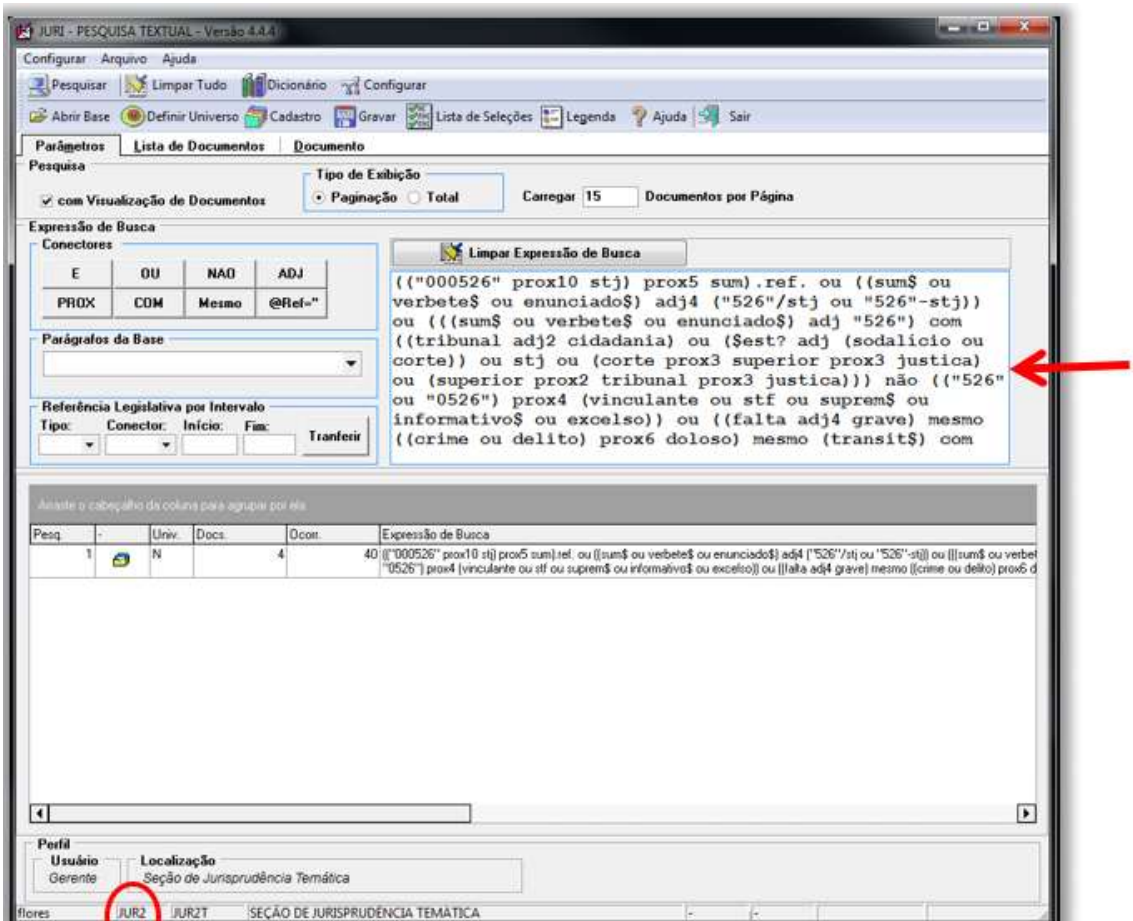 JURI - PESQUISA TEXTUAL - Versão 4.4.4
Configurar Arquivo Ajuda
Pesquisar Limpar Tudo Dicionário Configurar
Abrir Base Definir Universo Cadastro Gravar Lista de Seleções Legenda Ajuda Sair
Parâmetros Lista de Documentos Documento
Pesquisa
Tipo de Exibição
com Visualização de Documentos Paginação Total Carregar 15 Documentos por Página
Expressão de Busca
Conectores
Limpar Expressão de Busca
E OU NAO ADJ
PROX COM Mesmo @Ref="
(("000526" prox10 stj) prox5 sum).ref. ou ((sum$ ou
verbete$ ou enunciado$) adj4 ("526"/stj ou "526"-stj))
ou (((sum$ ou verbete$ ou enunciado$) adj "526") com
((tribunal adj2 cidadania) ou ($est? adj (sodalicio ou
corte)) ou stj ou (corte prox3 superior prox3 justica)
ou (superior prox2 tribunal prox3 justica))) não (("526"
ou "0526") prox4 (vinculante ou stf ou suprem$ ou
informativo$ ou excelso)) ou ((falta adj4 grave) mesmo
((crime ou delito) prox6 doloso) mesmo (transit$) com
Parágrafos da Base
Referência Legislativa por Intervalo
Tipo: Conector: Início: Fim:
Tranferir
Arraste o cabeçalho da coluna para agrupar por ela
Pesq. - Univ. Docs. Ocorr. Expressão de Busca
1 N 4 40 (("000526" prox10 stj) prox5 sum).ref. ou ((sum$ ou verbete$ ou enunciado$) adj4 ("526"/stj ou "526"-stj)) ou (((sum$ ou verbet
"0526") prox4 (vinculante ou stf ou suprem$ ou informativo$ ou excelso)) ou ((falta adj4 grave) mesmo ((crime ou delito) prox6 d
Perfil
Usuário Localização
Gerente Seção de Jurisprudência Temática
flores JUR2 JUR2T SEÇÃO DE JURISPRUDÊNCIA TEMÁTICA - -